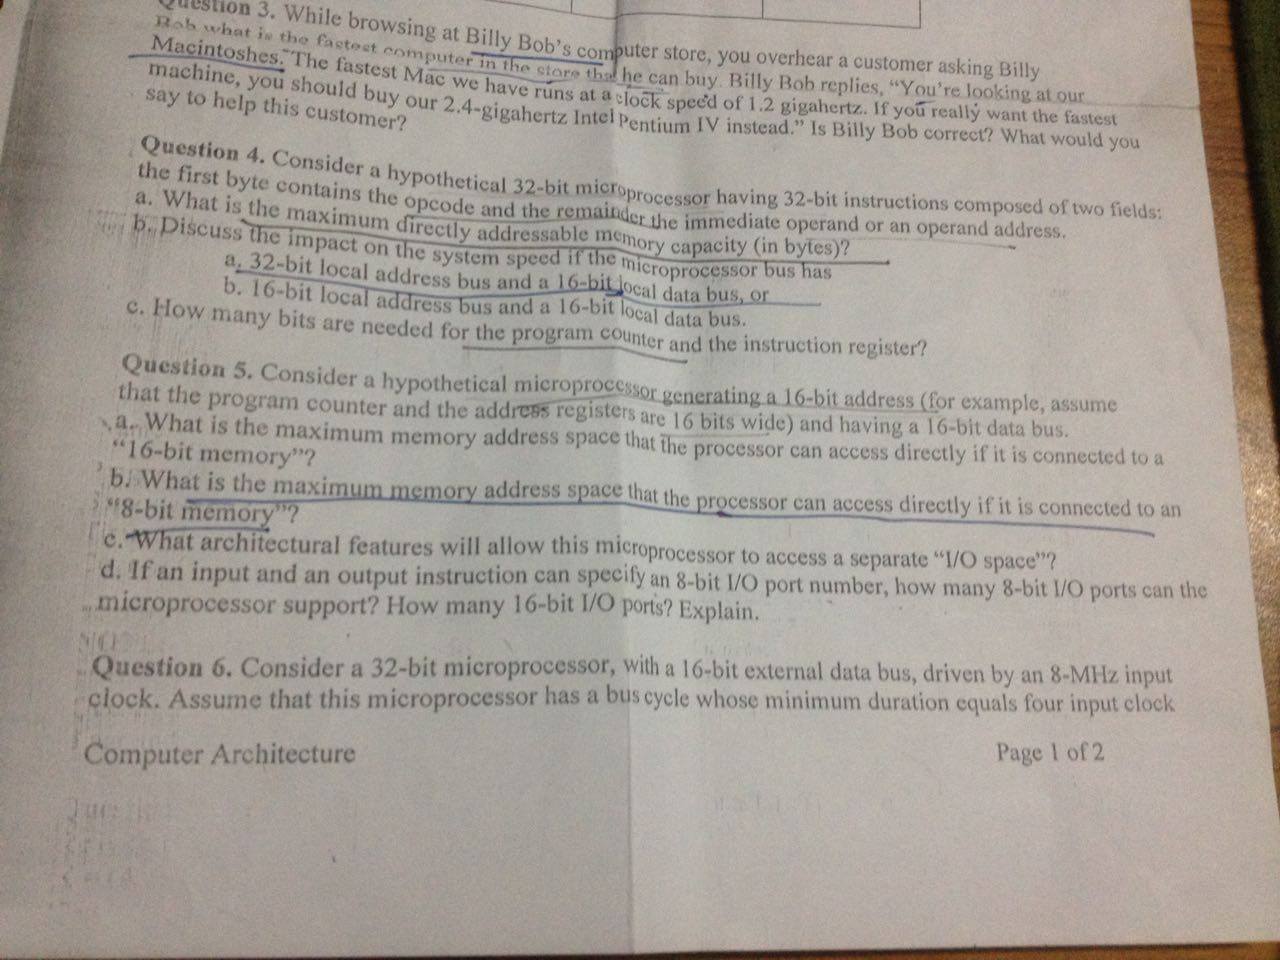 Question 3. While browsing at Billy Bob's computer store, you overhear a customer asking Billy
Bob what is the fastest computer in the store that he can buy. Billy Bob replies, "You're looking at our
Macintoshes. The fastest Mac we have runs at a clock speed of 1.2 gigahertz. If you really want the fastest
machine, you should buy our 2.4-gigahertz Intel Pentium IV instead." Is Billy Bob correct? What would you
say to help this customer?
Question 4. Consider a hypothetical 32-bit microprocessor having 32-bit instructions composed of two fields:
the first byte contains the opcode and the remainder the immediate operand or an operand address.
a. What is the maximum directly addressable memory capacity (in bytes)?
b. Discuss the impact on the system speed if the microprocessor bus has
a. 32-bit local address bus and a 16-bit local data bus, or
b. 16-bit local address bus and a 16-bit local data bus.
c. How many bits are needed for the program counter and the instruction register?
Question 5. Consider a hypothetical microprocessor generating a 16-bit address (for example, assume
that the program counter and the address registers are 16 bits wide) and having a 16-bit data bus.
a. What is the maximum memory address space that the processor can access directly if it is connected to a
"16-bit memory"?
b. What is the maximum memory address space that the processor can access directly if it is connected to an
"8-bit memory"?
c. What architectural features will allow this microprocessor to access a separate "I/O space"?
d. If an input and an output instruction can specify an 8-bit I/O port number, how many 8-bit I/O ports can the
microprocessor support? How many 16-bit I/O ports? Explain.
Question 6. Consider a 32-bit microprocessor, with a 16-bit external data bus, driven by an 8-MHz input
clock. Assume that this microprocessor has a bus cycle whose minimum duration equals four input clock
Computer Architecture
Page 1 of 2